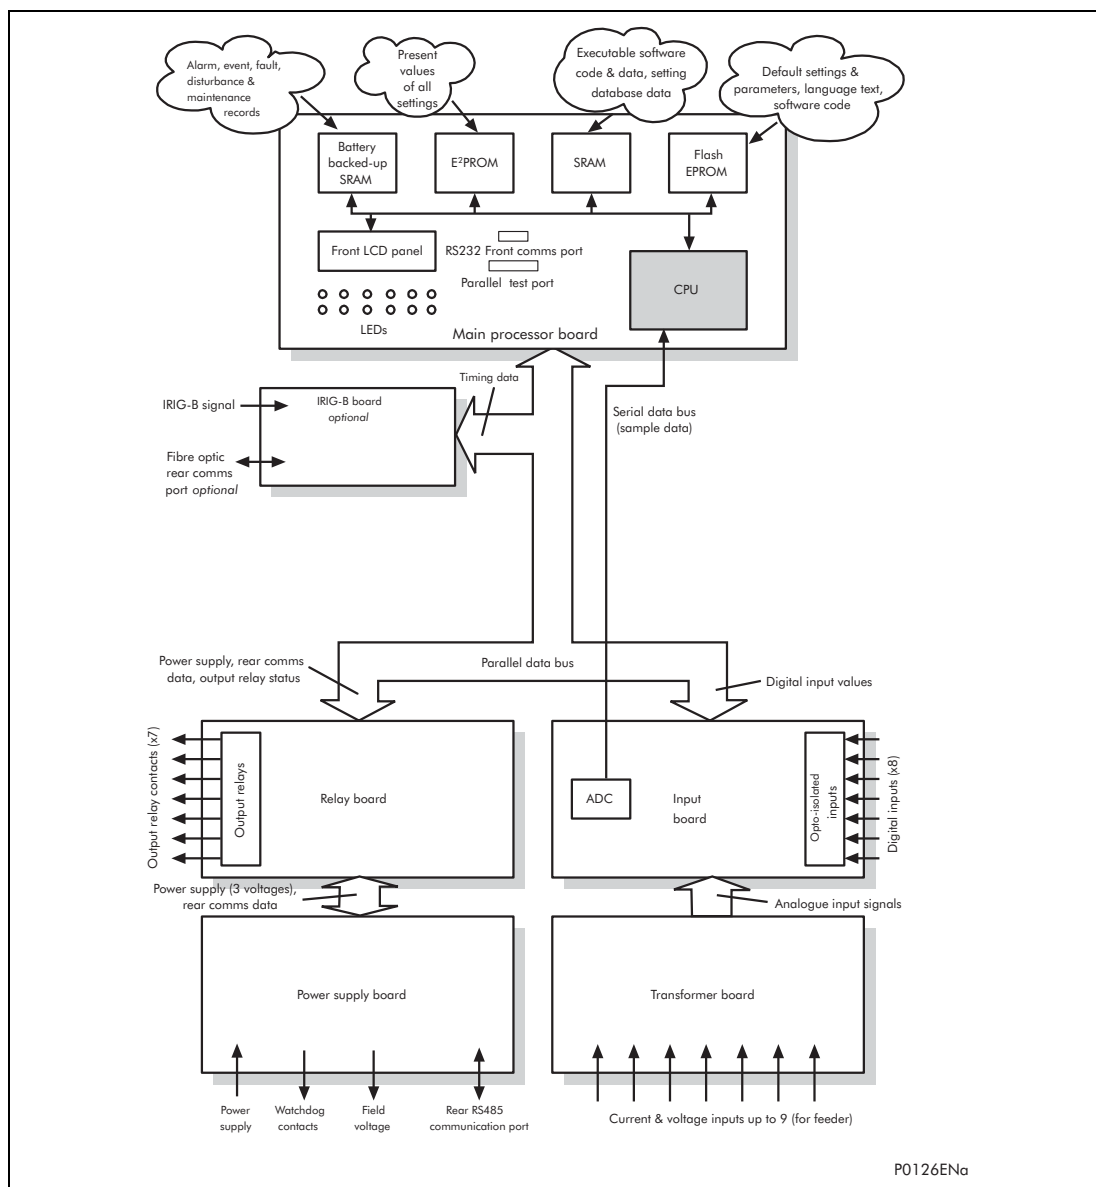 Alarm, event, fault,
disturbance &
maintenance
records
Present
values
of all
settings
Executable software
code & data, setting
database data
Default settings &
parameters, language text,
software code
Battery
backed-up
SRAM
E²PROM
SRAM
Flash
EPROM
Front LCD panel
RS232 Front comms port
Parallel test port
CPU
LEDs
Main processor board
Timing data
IRIG-B signal
IRIG-B board
optional
Fibre optic
rear comms
port optional
Serial data bus
(sample data)
Power supply, rear comms
data, output relay status
Parallel data bus
Digital input values
Output relay contacts (x7)
Output relays
Relay board
ADC
Input
board
Opto-isolated
inputs
Digital inputs (x8)
Power supply (3 voltages),
rear comms data
Analogue input signals
Power supply board
Transformer board
Power
supply
Watchdog
contacts
Field
voltage
Rear RS485
communication port
Current & voltage inputs up to 9 (for feeder)
P0126ENa